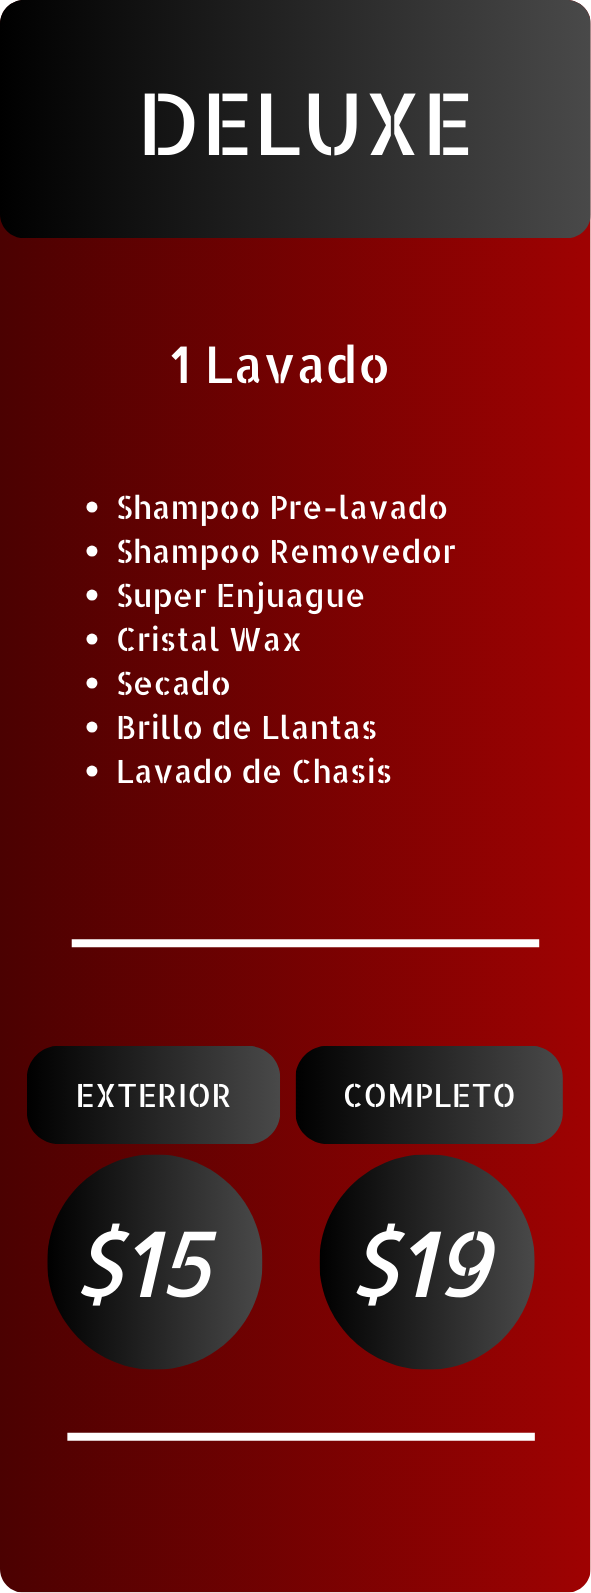 DELUXE
1 Lavado
• Shampoo Pre-lavado
• Shampoo Removedor
• Super Enjuague
• Cristal Wax
• Secado
• Brillo de Llantas
• Lavado de Chasis
EXTERIOR COMPLETO
$15 $19